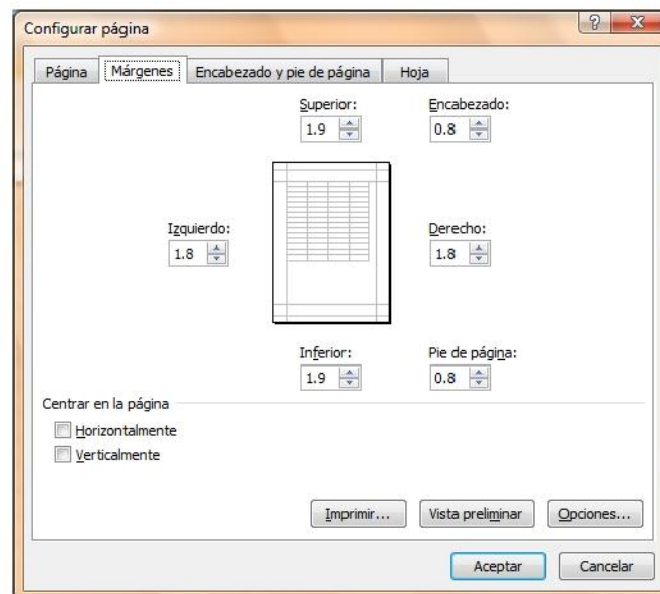 Configurar página
Página Márgenes Encabezado y pie de página Hoja
Superior: Encabezado:
1.9 0.8
Izquierdo: Derecho:
1.8 1.8
Inferior: Pie de página:
1.9 0.8
Centrar en la página
Horizontalmente
Verticalmente
Imprimir... Vista preliminar Opciones...
Aceptar Cancelar